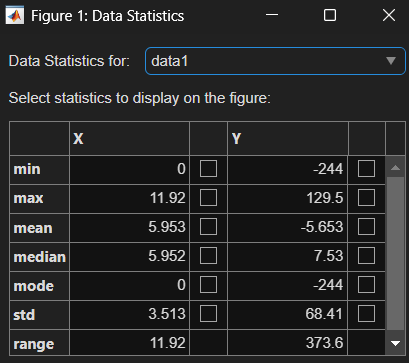 Figure 1: Data Statistics
Data Statistics for: data1
Select statistics to display on the figure:
X Y
min 0 -244
max 11.92 129.5
mean 5.953 -5.653
median 5.952 7.53
mode 0 -244
std 3.513 68.41
range 11.92 373.6